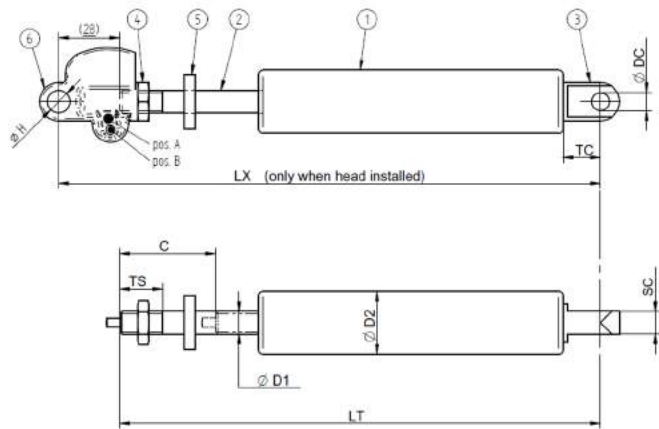 6
(28)
4
5
2
1
3
Ø DC
Ø H
pos. A
pos. B
TC
LX (only when head installed)
C
TS
Ø D2
SC
Ø D1
LT